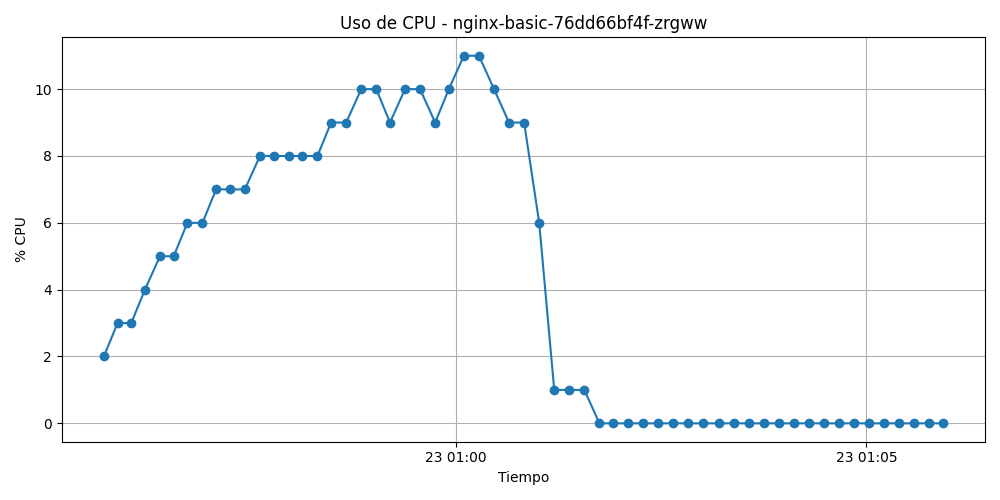 Uso de CPU - nginx-basic-76dd66bf4f-zrgww
% CPU
10
8
6
4
2
0
23 01:00
23 01:05
Tiempo